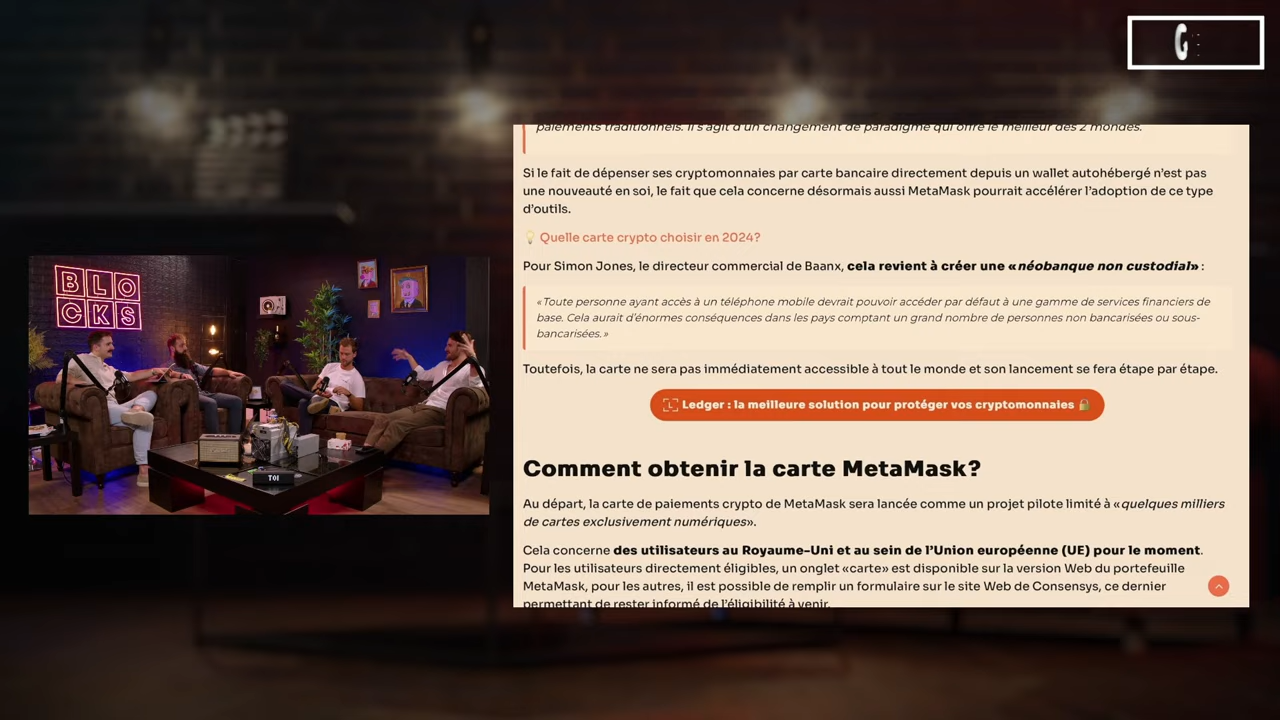 paiements traditionnels. Il s'agit d'un changement de paradigme qui offre le meilleur des 2 mondes.
Si le fait de dépenser ses cryptomonnaies par carte bancaire directement depuis un wallet autohébergé n'est pas
une nouveauté en soi, le fait que cela concerne désormais aussi MetaMask pourrait accélérer l'adoption de ce type
d'outils.
Quelle carte crypto choisir en 2024?
Pour Simon Jones, le directeur commercial de Baanx, cela revient à créer une «néobanque non custodial» :
«Toute personne ayant accès à un téléphone mobile devrait pouvoir accéder par défaut à une gamme de services financiers de
base. Cela aurait d'énormes conséquences dans les pays comptant un grand nombre de personnes non bancarisées ou sous-
bancarisées.»
Toutefois, la carte ne sera pas immédiatement accessible à tout le monde et son lancement se fera étape par étape.
Ledger : la meilleure solution pour protéger vos cryptomonnaies
Comment obtenir la carte MetaMask?
Au départ, la carte de paiements crypto de MetaMask sera lancée comme un projet pilote limité à «quelques milliers
de cartes exclusivement numériques».
Cela concerne des utilisateurs au Royaume-Uni et au sein de l'Union européenne (UE) pour le moment.
Pour les utilisateurs directement éligibles, un onglet «carte» est disponible sur la version Web du portefeuille
MetaMask, pour les autres, il est possible de remplir un formulaire sur le site Web de Consensys, ce dernier
permettant de rester informé de l'éligibilité à venir.
BLO
CKS
TOI